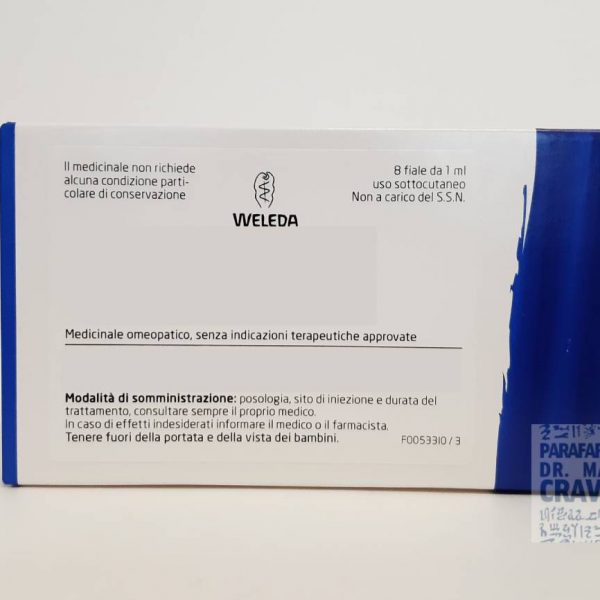 Il medicinale non richiede
alcuna condizione parti-
colare di conservazione
WELEDA
8 fiale da 1 ml
uso sottocutaneo
Non a carico del S.S.N.
Medicinale omeopatico, senza indicazioni terapeutiche approvate
Modalità di somministrazione: posologia, sito di iniezione e durata del
trattamento, consultare sempre il proprio medico.
In caso di effetti indesiderati informare il medico o il farmacista.
Tenere fuori della portata e della vista dei bambini.
F0053310 / 3
PARAFAR
DR. MA
CRAV